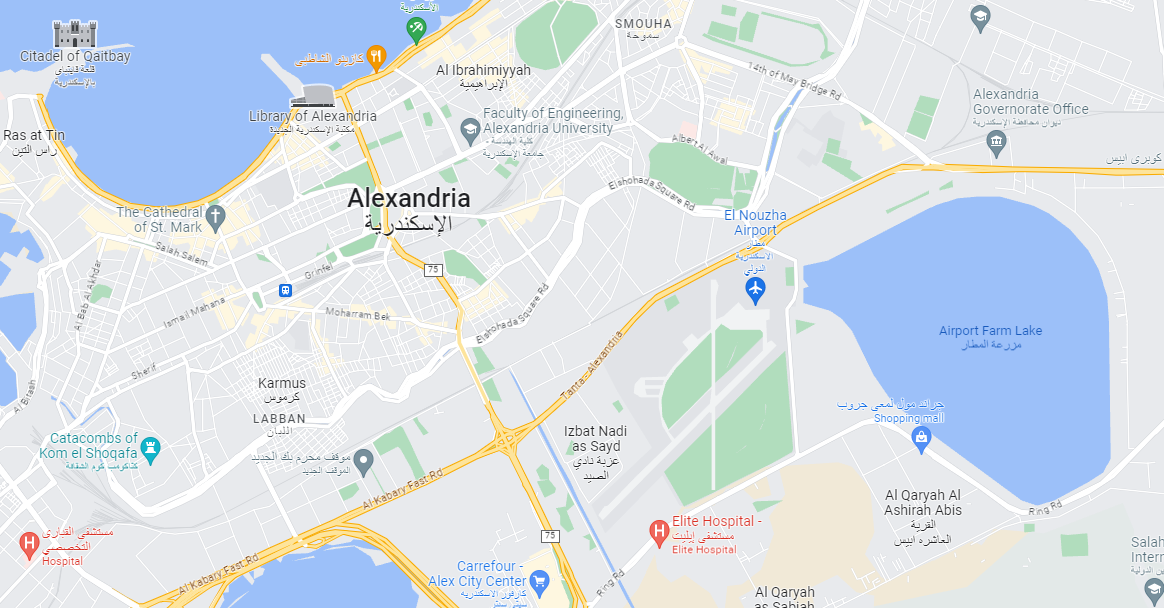 الإسكندرية
SMOUHA
سموحة
Citadel of Qaitbay
قلعة قايتباي
بالإسكندرية
كازينو الشاطبي
Al Ibrahimiyyah
الإبراهيمية
14th of May Bridge Rd
Library of Alexandria
مكتبة الإسكندرية الجديدة
Faculty of Engineering,
Alexandria University
كلية الهندسة -
جامعة الإسكندرية
Alexandria
Governorate Office
ديوان محافظة الإسكندرية
Ras at Tin
راس التين
Albert Al Awal
كوبرى ابيس
Elshohada Square Rd
Alexandria
الإسكندرية
The Cathedral
of St. Mark
El Nouzha
Airport
مطار
الاسكندرية
الدولي
Salah Salem
Grinfel
75
Al Bab Al Akhdar
Ismail Mahana
Moharram Bek
Elshohada Square Rd
Airport Farm Lake
مزرعة المطار
Tanta - Alexandria
Sherif
Al Bitash
Karmus
كرموس
LABBAN
اللبان
جراند مول لمعى جروب
Shopping mall
Catacombs of
Kom el Shoqafa
كتاكومب كوم الشقافة
موقف محرم بك الجديد
الموقف الجديد
Izbat Nadi
as Sayd
عزبة نادي
الصيد
Al Kabary Fast Rd
Al Qaryah Al
Ashirah Abis
القرية
العاشره ابيس
Ring Rd
مستشفى القبارى
التخصصي
Hospital
Elite Hospital -
مستشفى إيليت
Elite Hospital
75
Al Kabary Fast Rd
Carrefour -
Alex City Center
كارفور الاسكندرية
سيتي سنتر
Ring Rd
Salah
Intern
ين الدولية
Al Qaryah
as Sabiah